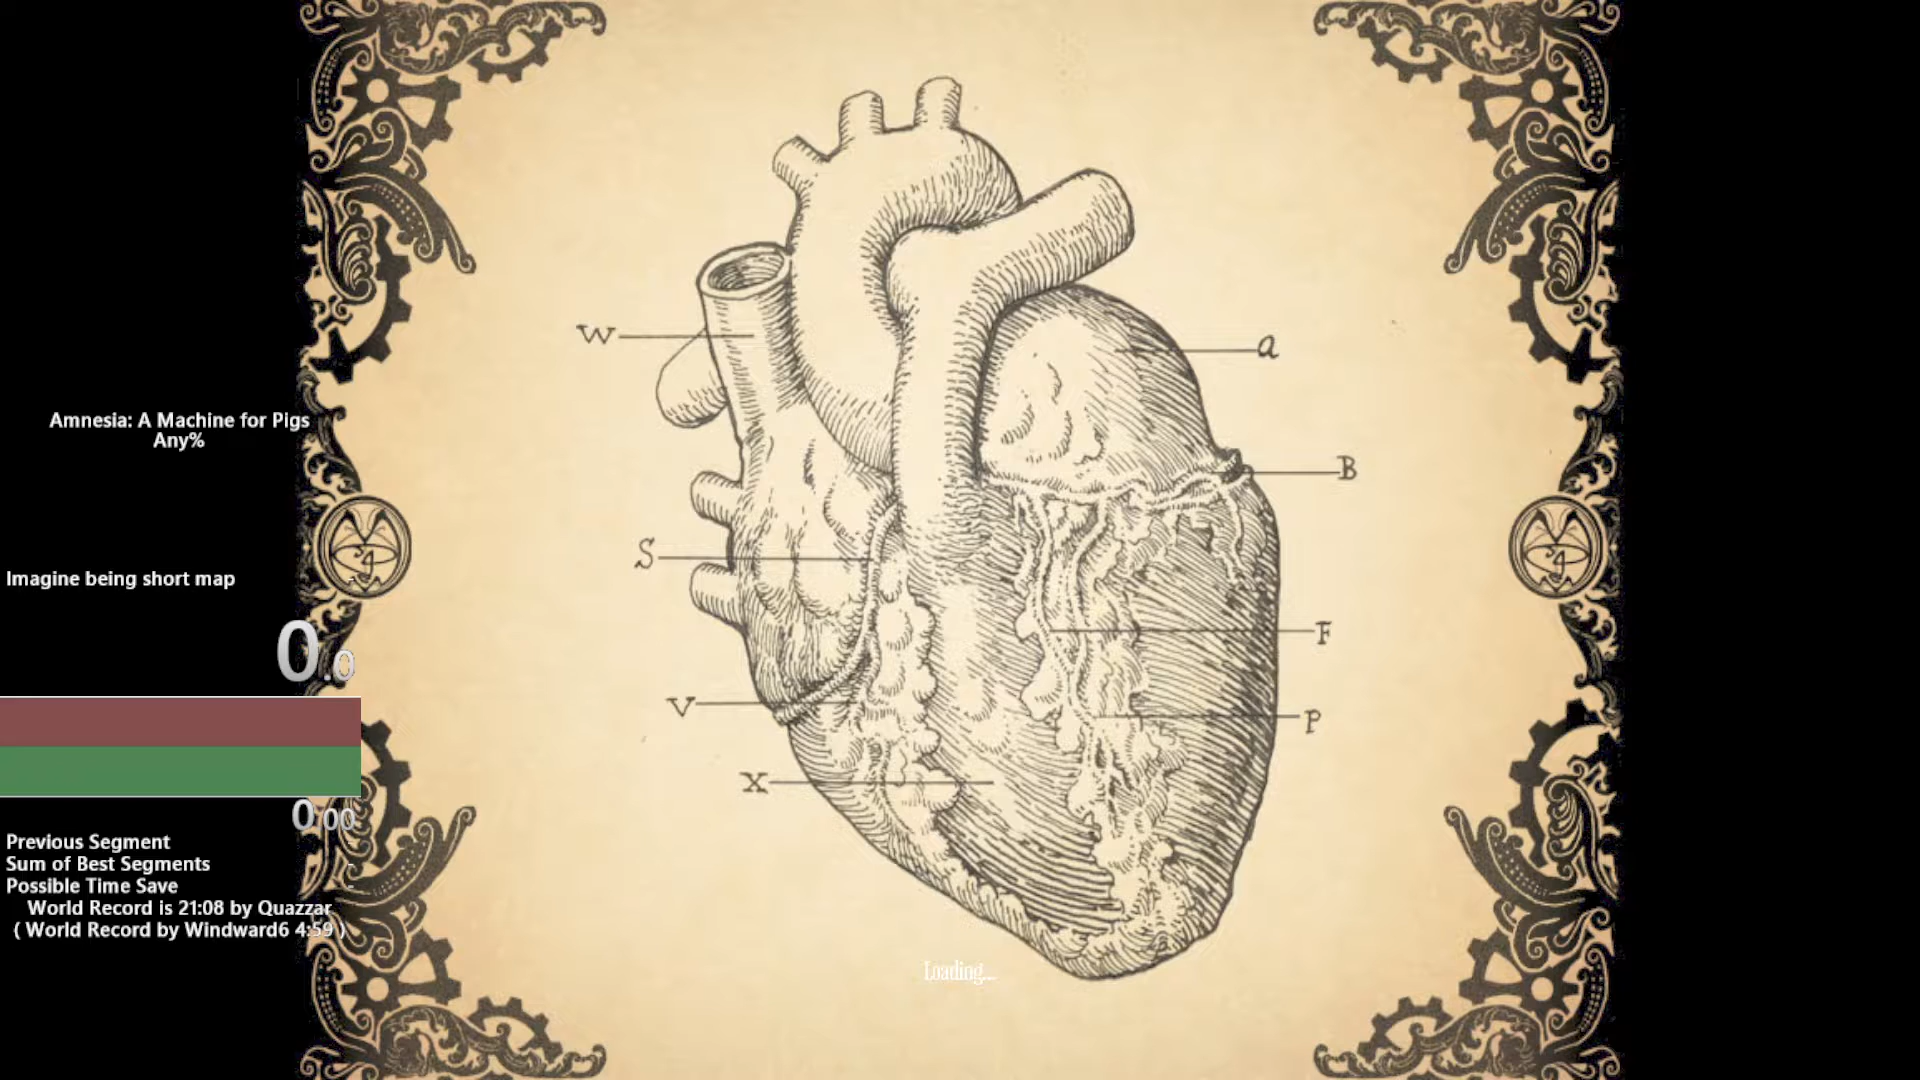 Amnesia: A Machine for Pigs
Any%
Imagine being short map
0.0
0.00
Previous Segment
Sum of Best Segments
-
Possible Time Save
-
World Record is 21:08 by Quazzar
( World Record by Windward6 4:59 )
W
a
B
S
F
V
P
X
Loading...